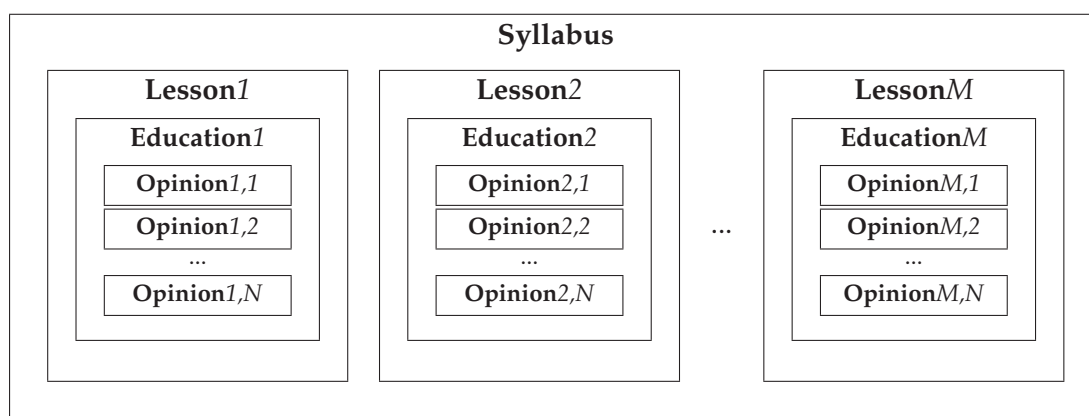 Syllabus
Lesson1 Lesson2 LessonM
Education1 Education2 EducationM
Opinion1,1 Opinion2,1 OpinionM,1
Opinion1,2 Opinion2,2 ... OpinionM,2
... ... ...
Opinion1,N Opinion2,N OpinionM,N